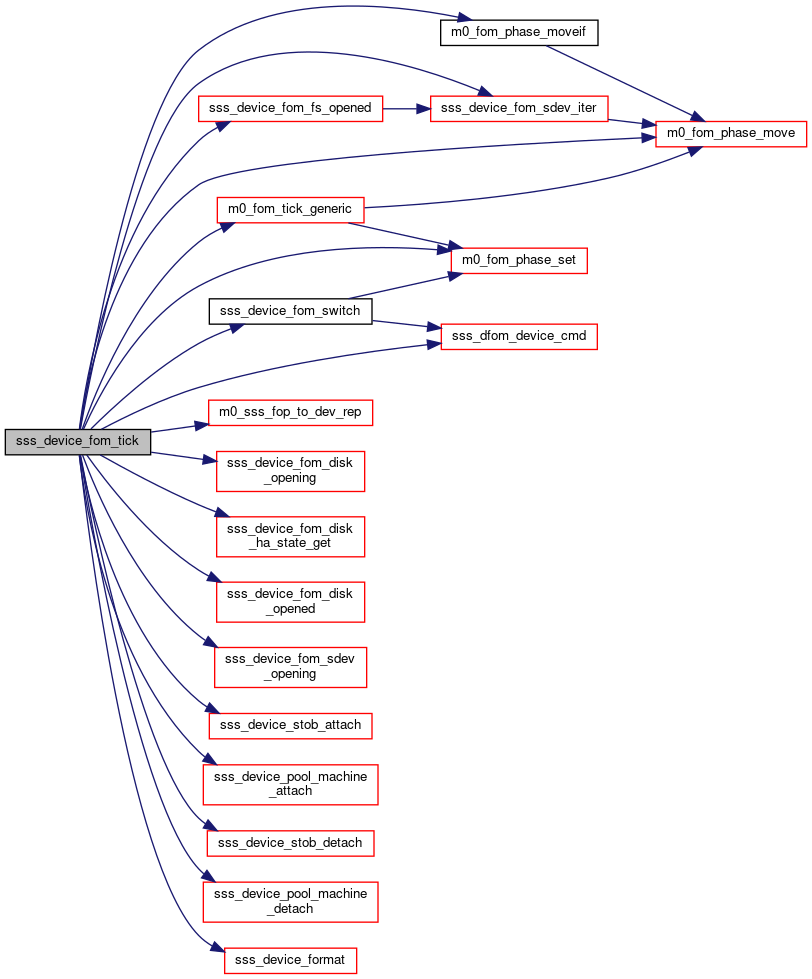 m0_fom_phase_moveif
sss_device_fom_fs_opened
sss_device_fom_sdev_iter
m0_fom_phase_move
m0_fom_tick_generic
m0_fom_phase_set
sss_device_fom_switch
sss_dfom_device_cmd
m0_sss_fop_to_dev_rep
sss_device_fom_tick
sss_device_fom_disk
_opening
sss_device_fom_disk
_ha_state_get
sss_device_fom_disk
_opened
sss_device_fom_sdev
_opening
sss_device_stob_attach
sss_device_pool_machine
_attach
sss_device_stob_detach
sss_device_pool_machine
_detach
sss_device_format